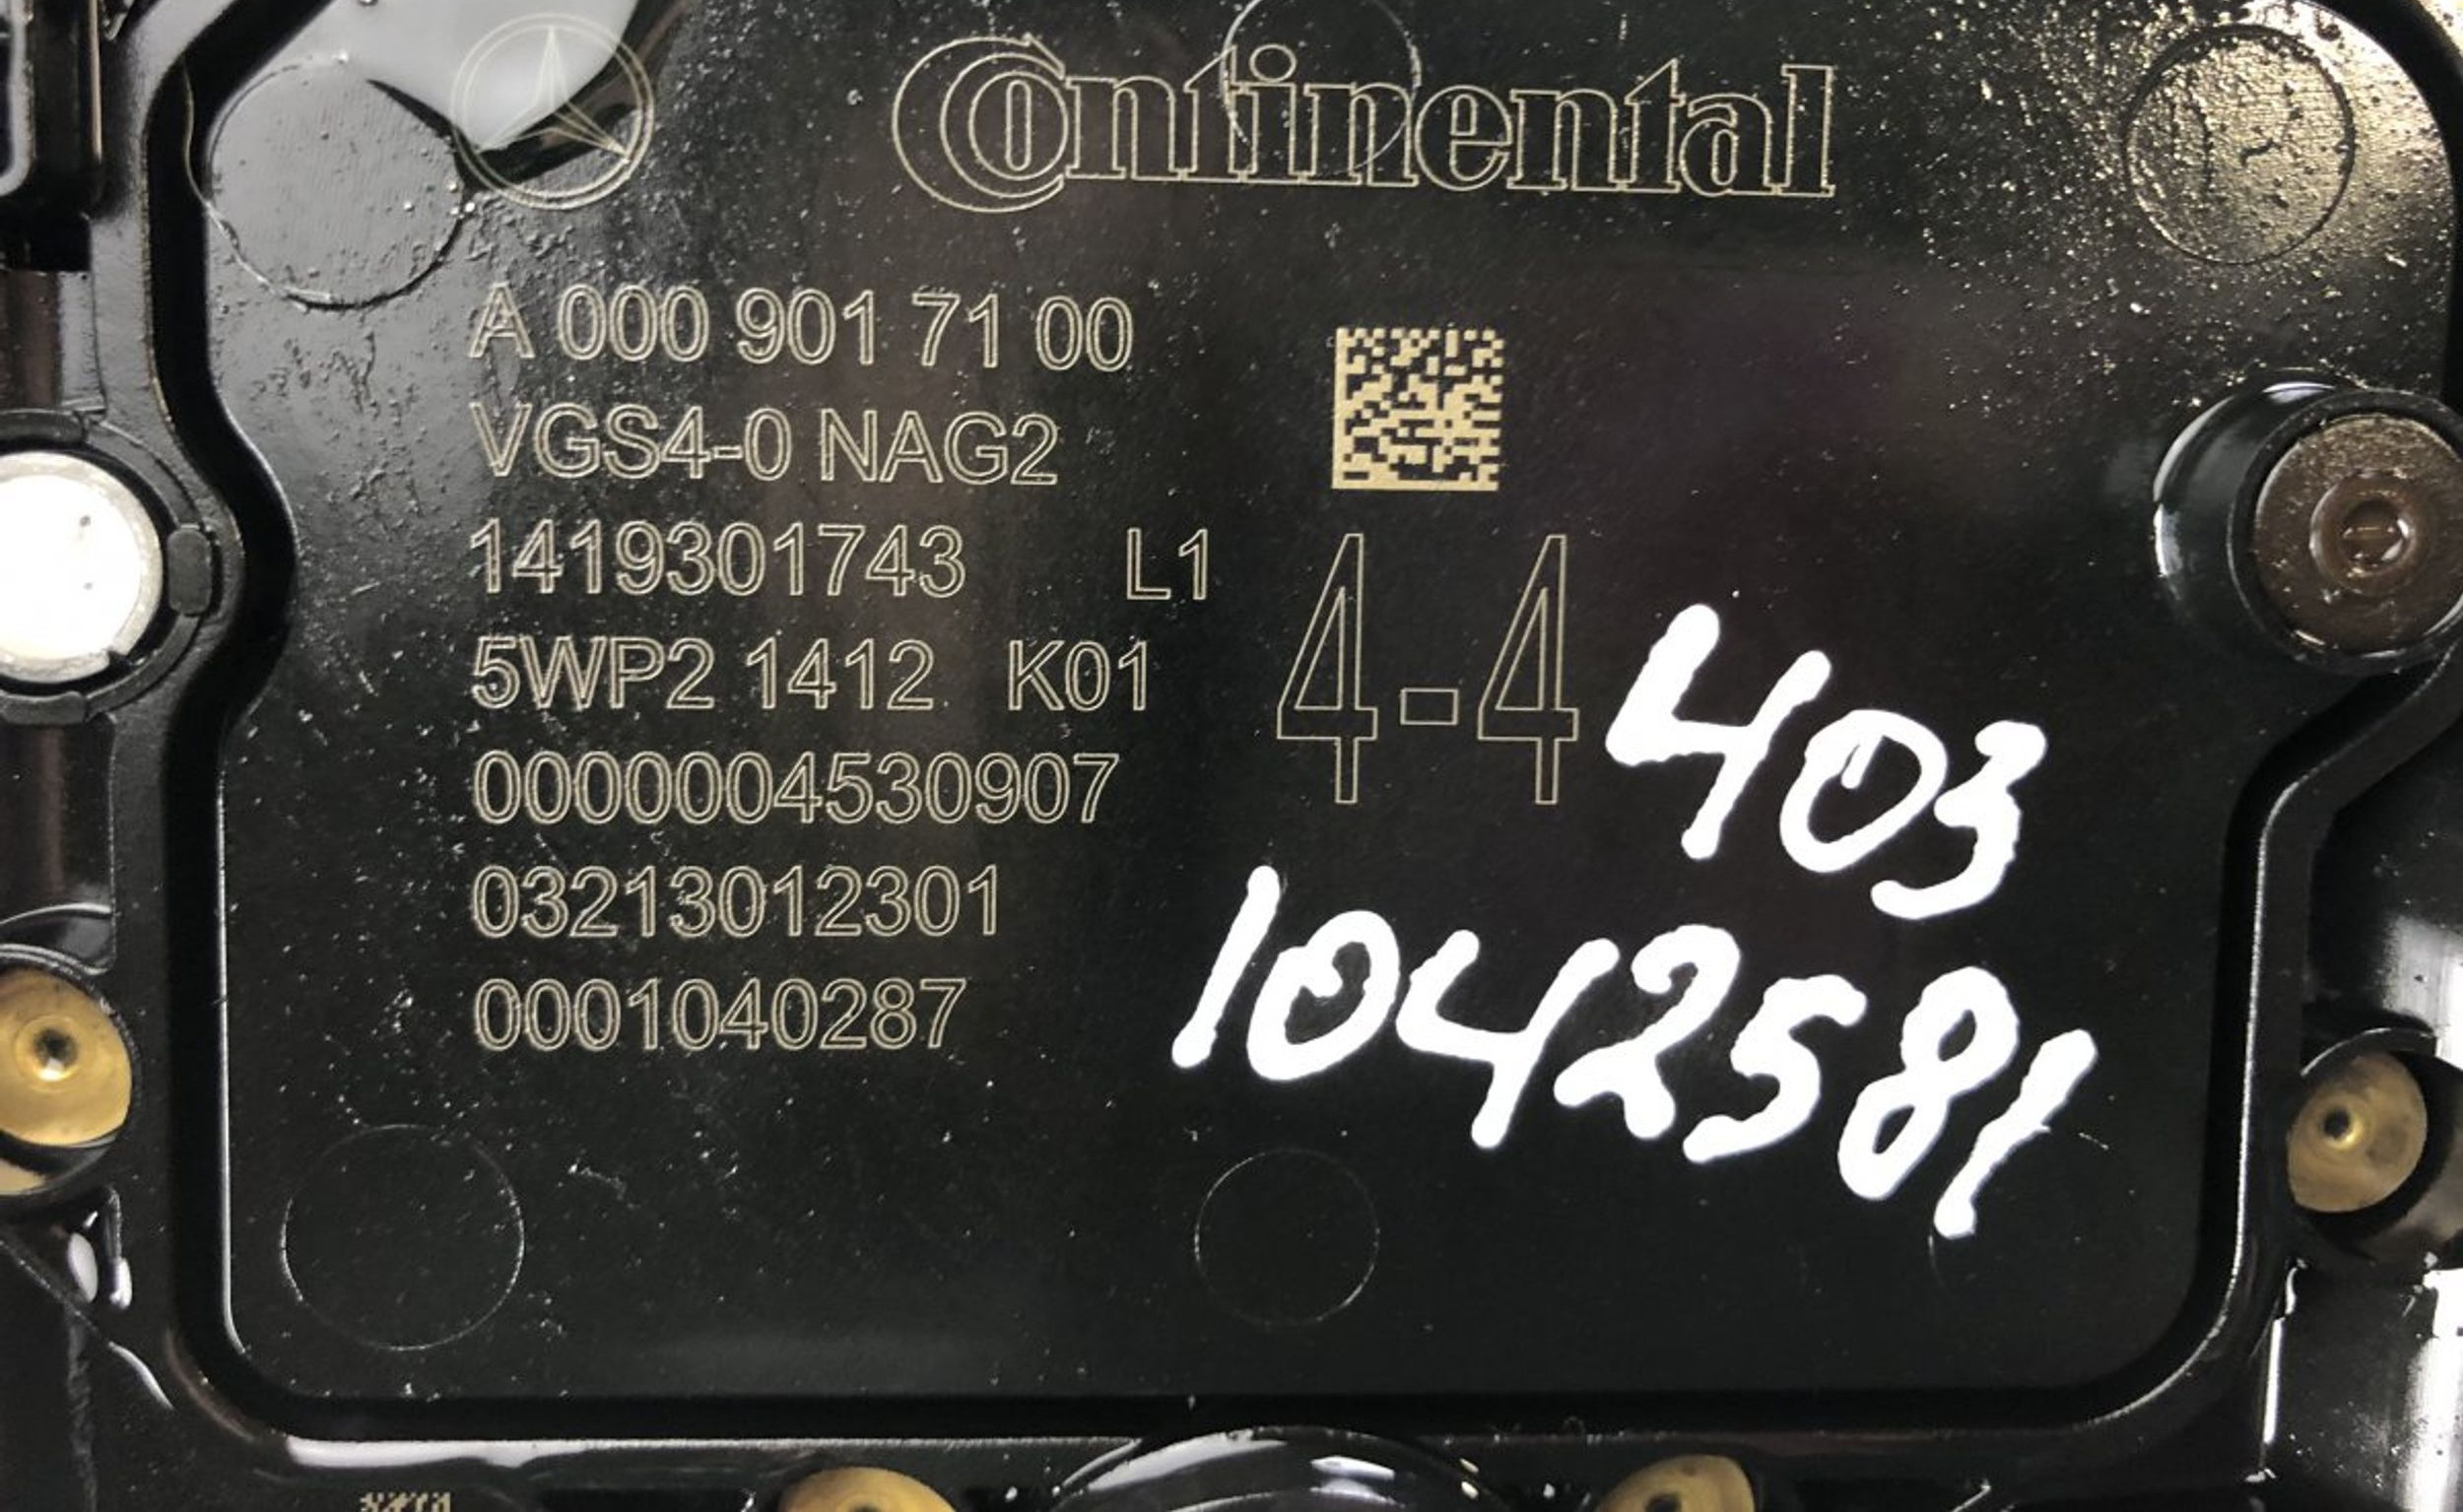 Continental
A 000 901 71 00
VGS4-0 NAG2
1419301743 L1
4-4
5WP2 1412 K01
0000004530907
03213012301
0001040287
403
1042581